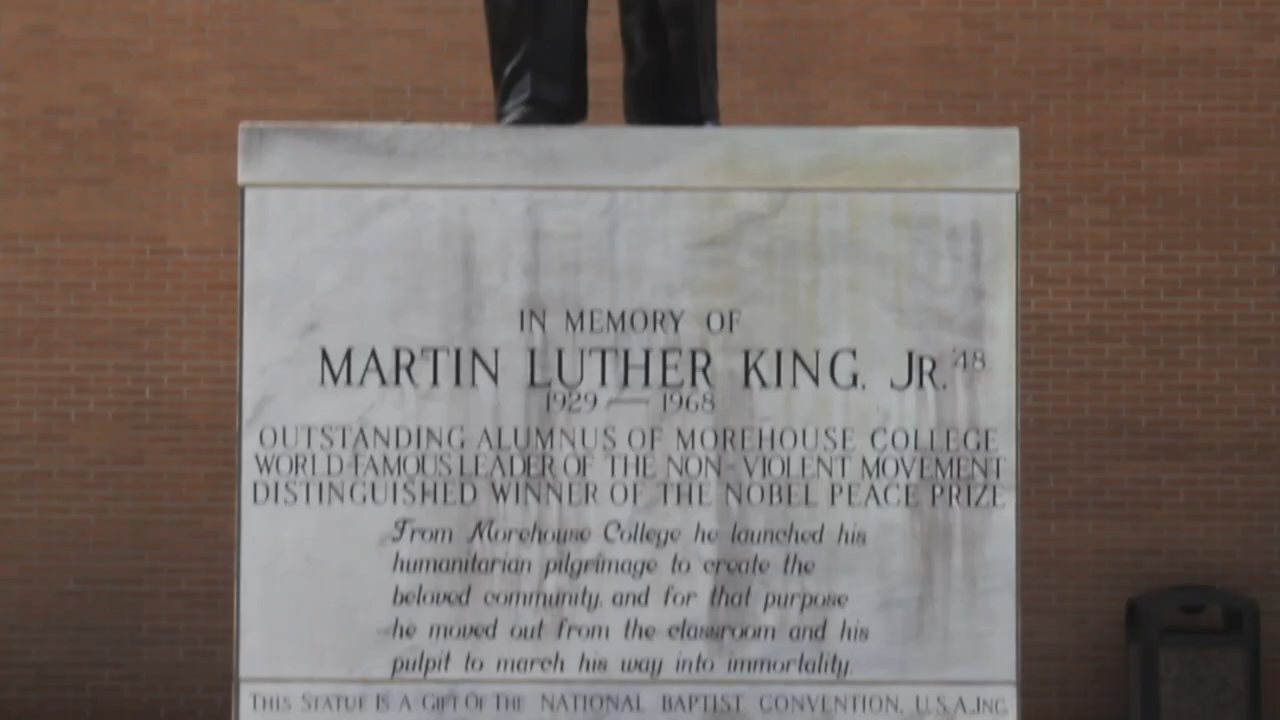 IN MEMORY OF
MARTIN LUTHER KING, JR. '48
1929 — 1968
OUTSTANDING ALUMNUS OF MOREHOUSE COLLEGE
WORLD-FAMOUS LEADER OF THE NON-VIOLENT MOVEMENT
DISTINGUISHED WINNER OF THE NOBEL PEACE PRIZE
From Morehouse College he launched his
humanitarian pilgrimage to create the
beloved community, and for that purpose
he moved out from the classroom and his
pulpit to march his way into immortality.
THIS STATUE IS A GIFT OF THE NATIONAL BAPTIST CONVENTION, U.S.A., INC.